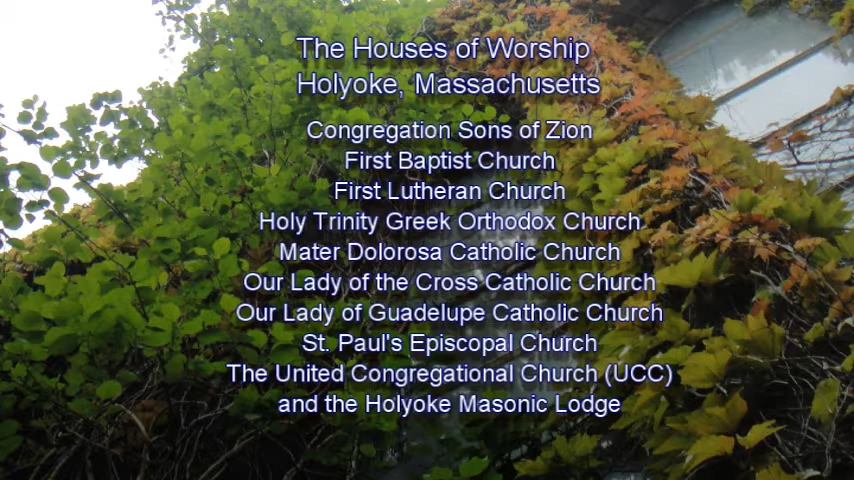 The Houses of Worship
Holyoke, Massachusetts
Congregation Sons of Zion
First Baptist Church
First Lutheran Church
Holy Trinity Greek Orthodox Church
Mater Dolorosa Catholic Church
Our Lady of the Cross Catholic Church
Our Lady of Guadelupe Catholic Church
St. Paul's Episcopal Church
The United Congregational Church (UCC)
and the Holyoke Masonic Lodge